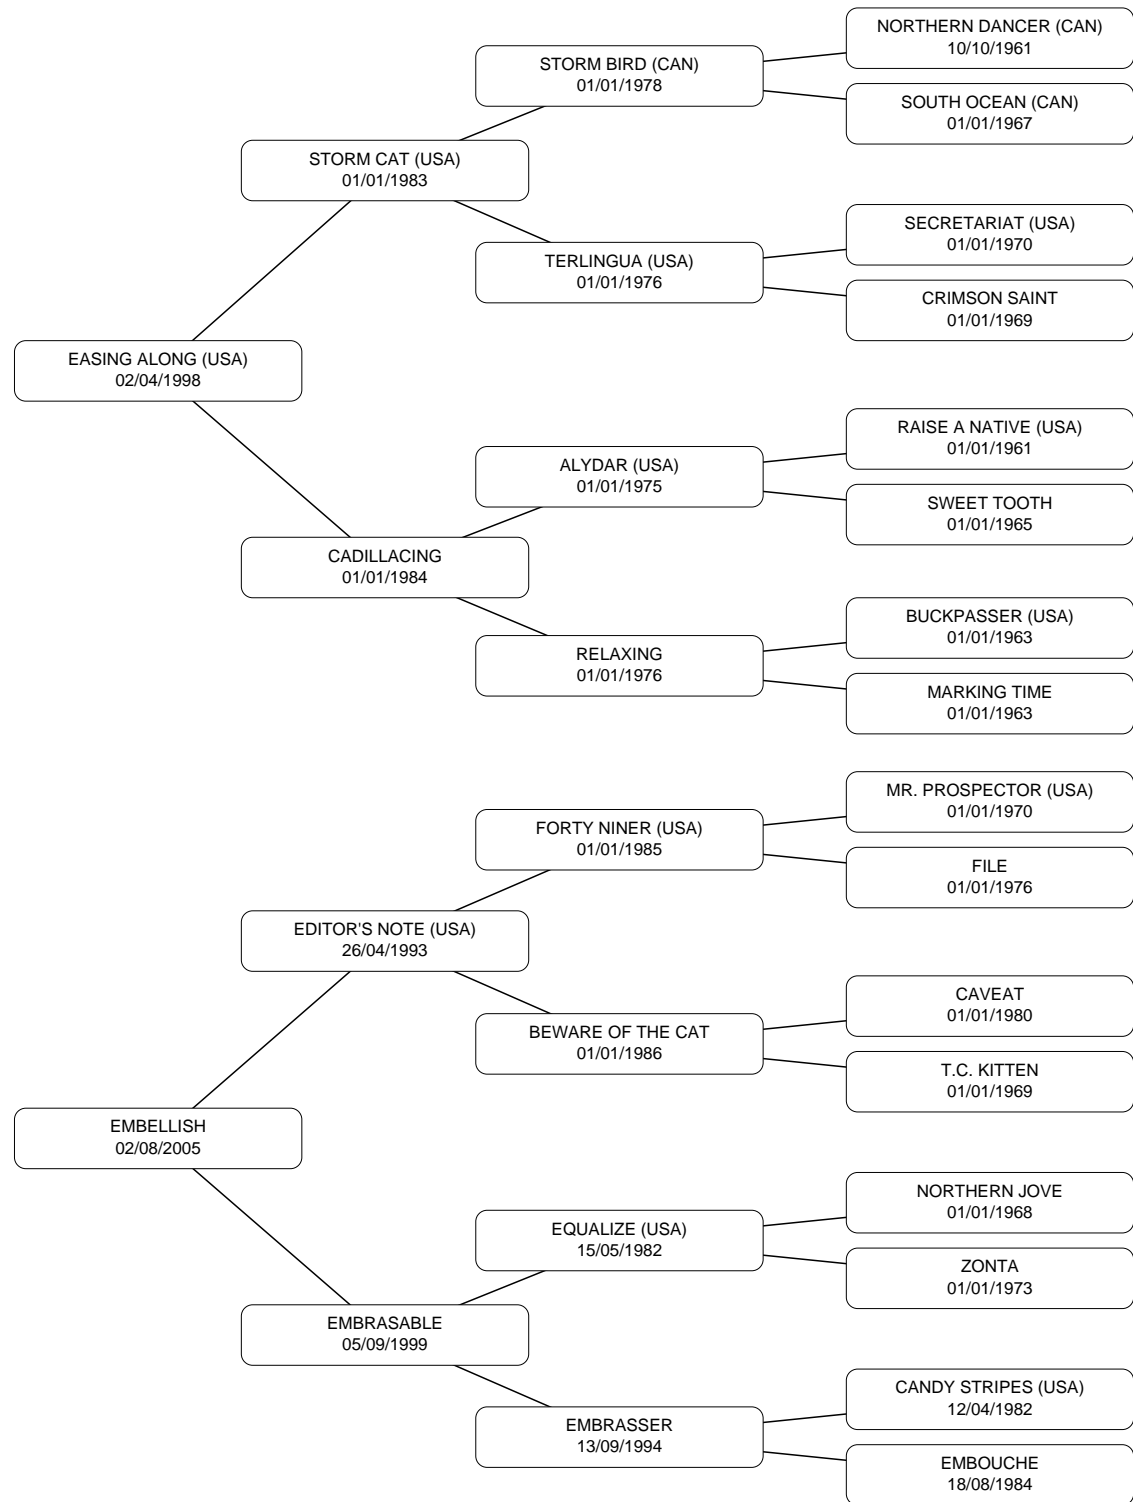 NORTHERN DANCER (CAN)
10/10/1961
STORM BIRD (CAN)
01/01/1978
SOUTH OCEAN (CAN)
01/01/1967
STORM CAT (USA)
01/01/1983
SECRETARIAT (USA)
01/01/1970
TERLINGUA (USA)
01/01/1976
CRIMSON SAINT
01/01/1969
EASING ALONG (USA)
02/04/1998
RAISE A NATIVE (USA)
01/01/1961
ALYDAR (USA)
01/01/1975
SWEET TOOTH
01/01/1965
CADILLACING
01/01/1984
BUCKPASSER (USA)
01/01/1963
RELAXING
01/01/1976
MARKING TIME
01/01/1963
MR. PROSPECTOR (USA)
01/01/1970
FORTY NINER (USA)
01/01/1985
FILE
01/01/1976
EDITOR'S NOTE (USA)
26/04/1993
CAVEAT
01/01/1980
BEWARE OF THE CAT
01/01/1986
T.C. KITTEN
01/01/1969
EMBELLISH
02/08/2005
NORTHERN JOVE
01/01/1968
EQUALIZE (USA)
15/05/1982
ZONTA
01/01/1973
EMBRASABLE
05/09/1999
CANDY STRIPES (USA)
12/04/1982
EMBRASSER
13/09/1994
EMBOUCHE
18/08/1984